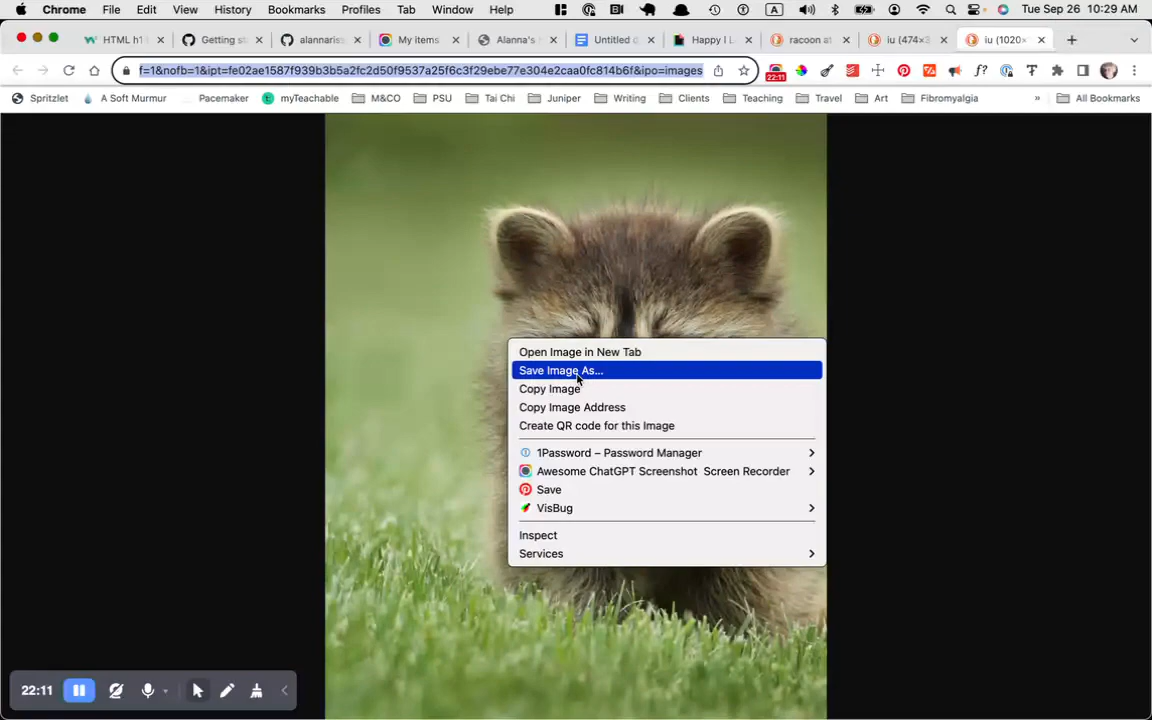 Chrome File Edit View History Bookmarks Profiles Tab Window Help A Tue Sep 26 10:29 AM
HTML h1 Getting st alannaris My items Alanna's Untitled Happy I L racoon at iu (474×3 iu (1020×
f=1&nofb=1&ipt=fe02ae1587f939b3b5a2fc2d50f9537a25f6c3f29ebe77e304e2caa0fc814b6f&ipo=images 22:11 f?
Spritzlet A Soft Murmur Pacemaker myTeachable M&CO PSU Tai Chi Juniper Writing Clients Teaching Travel Art Fibromyalgia » All Bookmarks
Open Image in New Tab
Save Image As...
Copy Image
Copy Image Address
Create QR code for this Image
1Password – Password Manager
Awesome ChatGPT Screenshot Screen Recorder
Save
VisBug
Inspect
Services
22:11